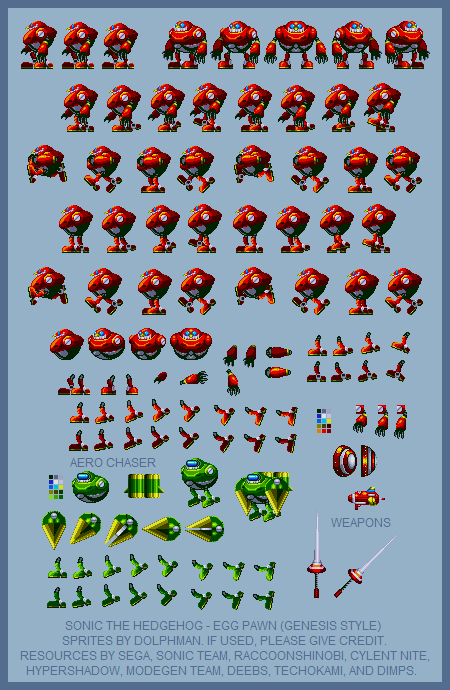 AERO CHASER
WEAPONS
SONIC THE HEDGEHOG - EGG PAWN (GENESIS STYLE)
SPRITES BY DOLPHMAN. IF USED, PLEASE GIVE CREDIT.
RESOURCES BY SEGA, SONIC TEAM, RACCOONSHINOBI, CYLENT NITE,
HYPERSHADOW, MODEGEN TEAM, DEEBS, TECHOKAMI, AND DIMPS.